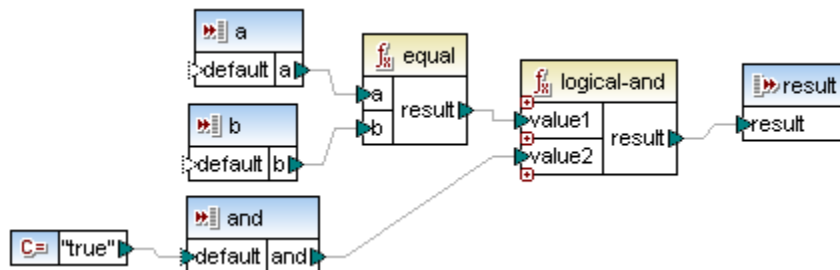 a
default a
b
default b
equal
a
b
result
logical-and
value1
value2
result
result
result
and
default and
C= "true"